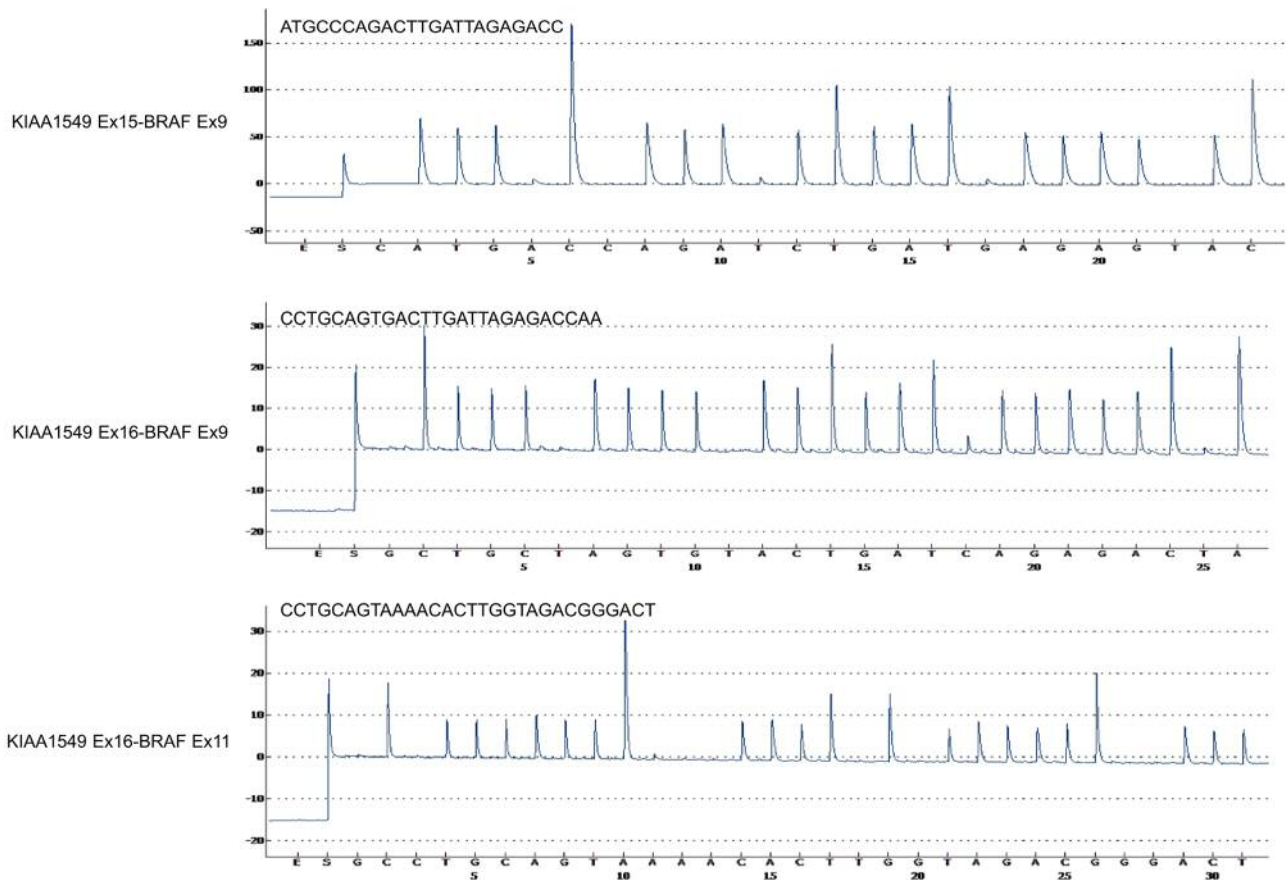 ATGCCCAGACTTGATTAGAGACC
150
100
KIAA1549 Ex15-BRAF Ex9
50
0
-50
E S C A T G A C C A G A T C T G A T G A G A G T A C
5 10 15 20
CCTGCAGTGACTTGATTAGAGACCAA
30
20
10
KIAA1549 Ex16-BRAF Ex9
0
-10
-20
E S G C T G C T A G T G T A C T G A T C A G A G A C T A
5 10 15 20 25
CCTGCAGTAAAACACTTGGTAGACGGGACT
30
20
10
KIAA1549 Ex16-BRAF Ex11
0
-10
-20
E S G C C T G C A G T A A A A C A C T T G G T A G A C G G G A C T
5 10 15 20 25 30